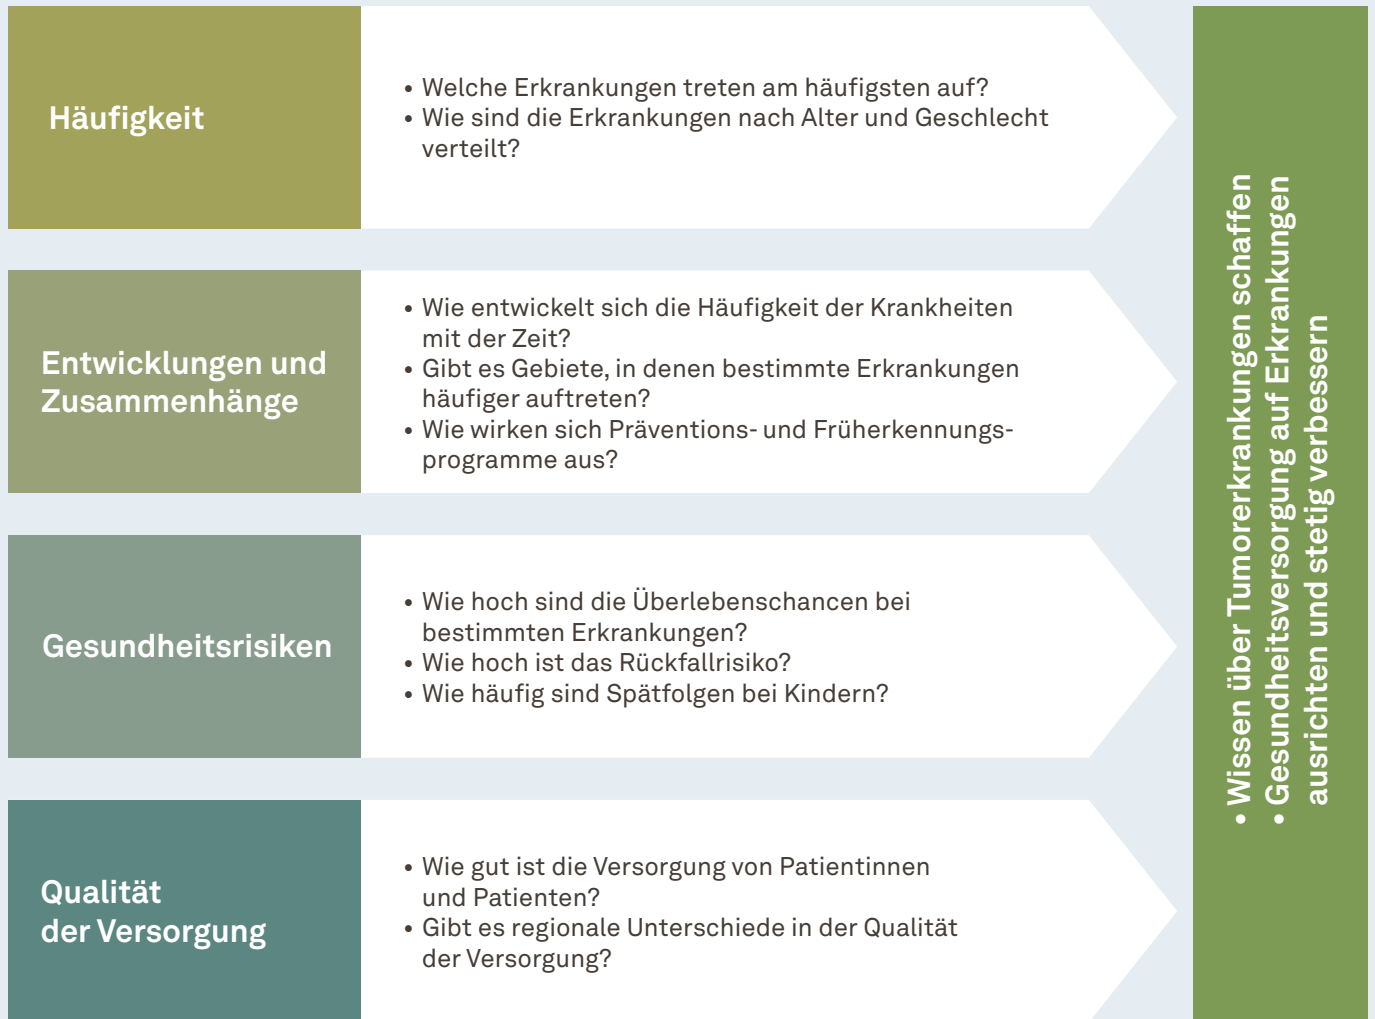 Häufigkeit
• Welche Erkrankungen treten am häufigsten auf?
• Wie sind die Erkrankungen nach Alter und Geschlecht
verteilt?
Entwicklungen und
Zusammenhänge
• Wie entwickelt sich die Häufigkeit der Krankheiten
mit der Zeit?
• Gibt es Gebiete, in denen bestimmte Erkrankungen
häufiger auftreten?
• Wie wirken sich Präventions- und Früherkennungs-
programme aus?
Gesundheitsrisiken
• Wie hoch sind die Überlebenschancen bei
bestimmten Erkrankungen?
• Wie hoch ist das Rückfallrisiko?
• Wie häufig sind Spätfolgen bei Kindern?
Qualität
der Versorgung
• Wie gut ist die Versorgung von Patientinnen
und Patienten?
• Gibt es regionale Unterschiede in der Qualität
der Versorgung?
• Wissen über Tumorerkrankungen schaffen
• Gesundheitsversorgung auf Erkrankungen
ausrichten und stetig verbessern